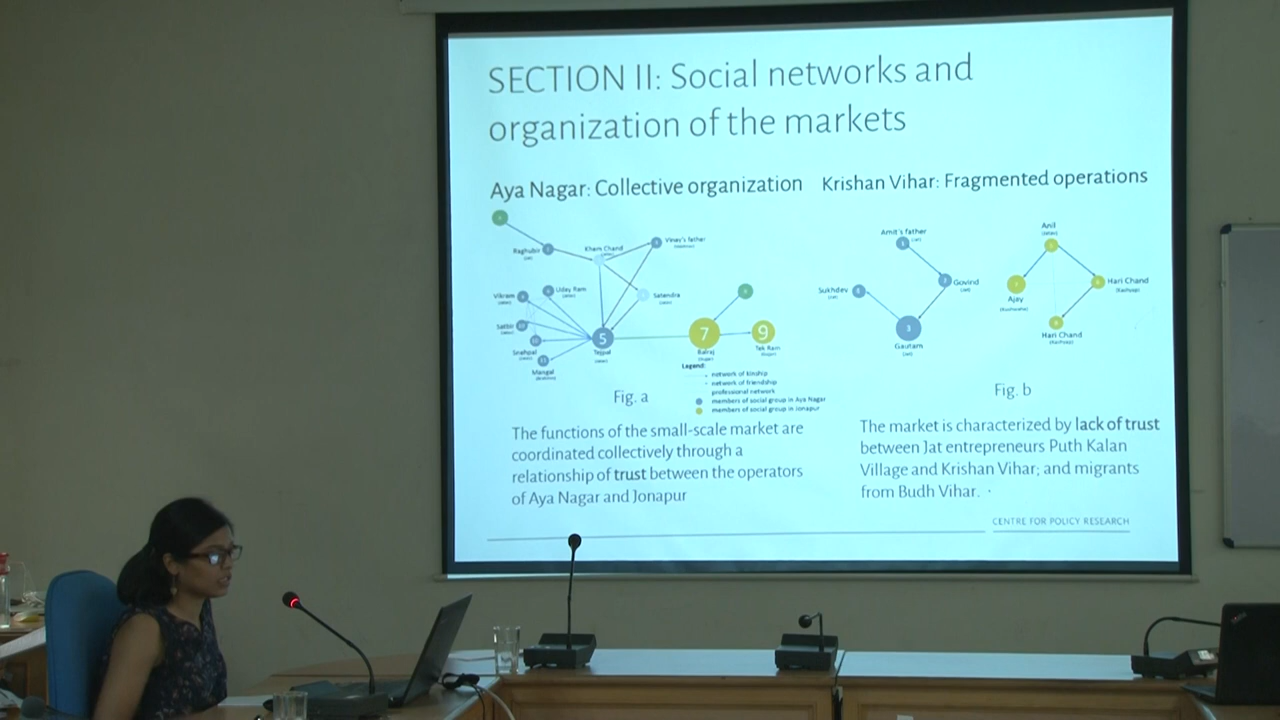 SECTION II: Social networks and
organization of the markets
Aya Nagar: Collective organization
Krishan Vihar: Fragmented operations
Raghubir
Kham Chand
Vinay's father
Vikram
Uday Ram
Satendra
Satbir
Snehpal
Mangal
5
Tejpal
7
Balraj
9
Tek Ram
Legend:
network of kinship
network of friendship
professional network
members of social group in Aya Nagar
members of social group in Jonapur
Fig. a
The functions of the small-scale market are
coordinated collectively through a
relationship of trust between the operators
of Aya Nagar and Jonapur
Amit's father
Sukhdev
Govind
Gautam
Anil
Ajay
Hari Chand
Hari Chand
Fig. b
The market is characterized by lack of trust
between Jat entrepreneurs Puth Kalan
Village and Krishan Vihar; and migrants
from Budh Vihar.
CENTRE FOR POLICY RESEARCH